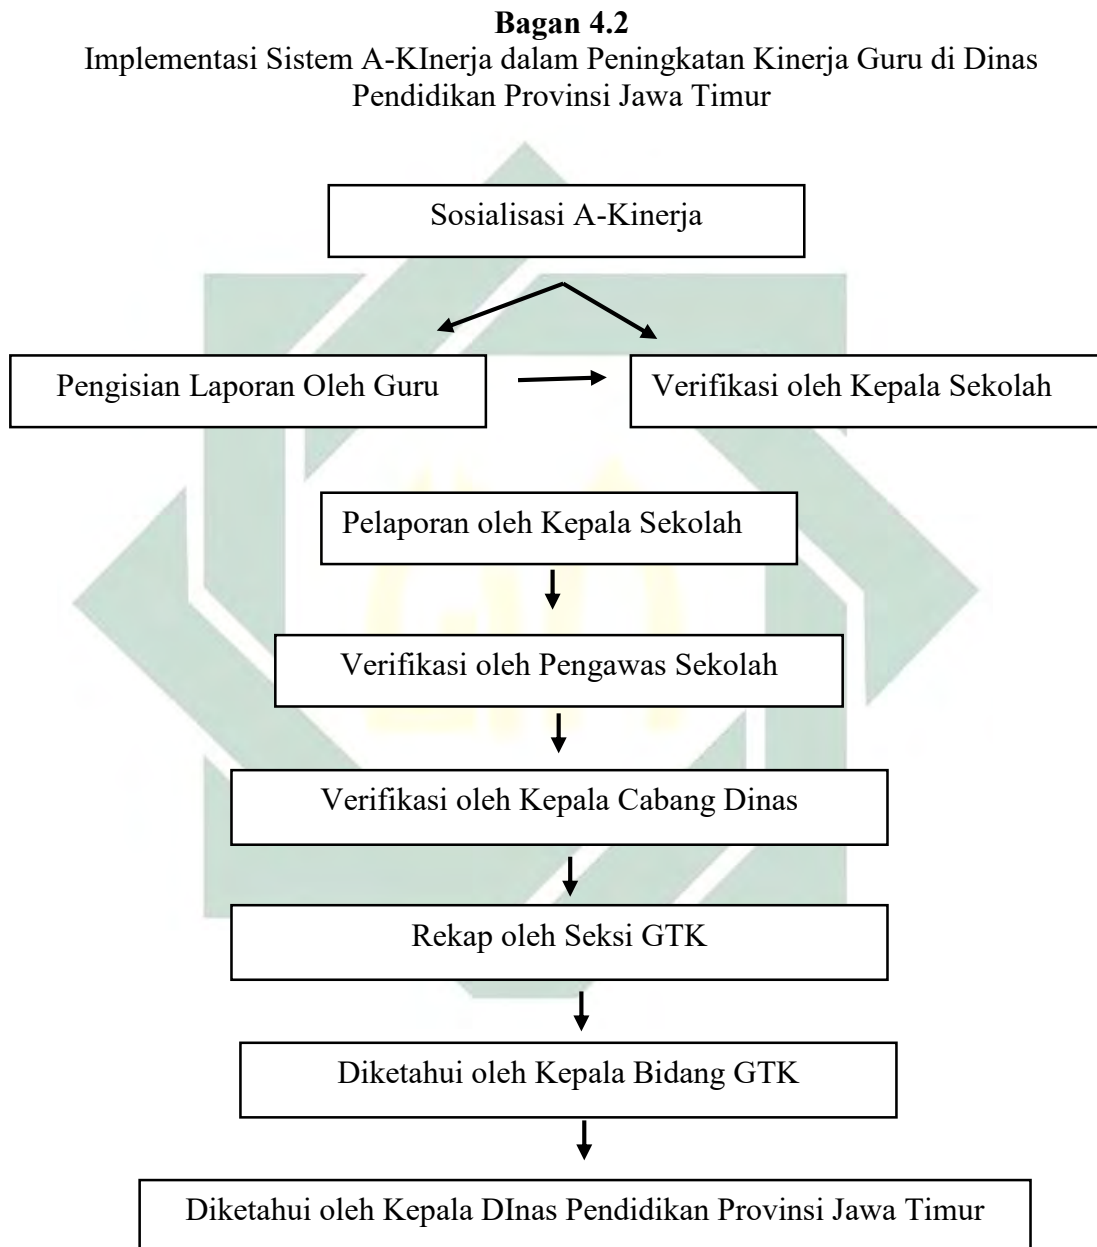 Bagan 4.2
Implementasi Sistem A-KInerja dalam Peningkatan Kinerja Guru di Dinas
Pendidikan Provinsi Jawa Timur
Sosialisasi A-Kinerja
Pengisian Laporan Oleh Guru
Verifikasi oleh Kepala Sekolah
Pelaporan oleh Kepala Sekolah
Verifikasi oleh Pengawas Sekolah
Verifikasi oleh Kepala Cabang Dinas
Rekap oleh Seksi GTK
Diketahui oleh Kepala Bidang GTK
Diketahui oleh Kepala DInas Pendidikan Provinsi Jawa Timur